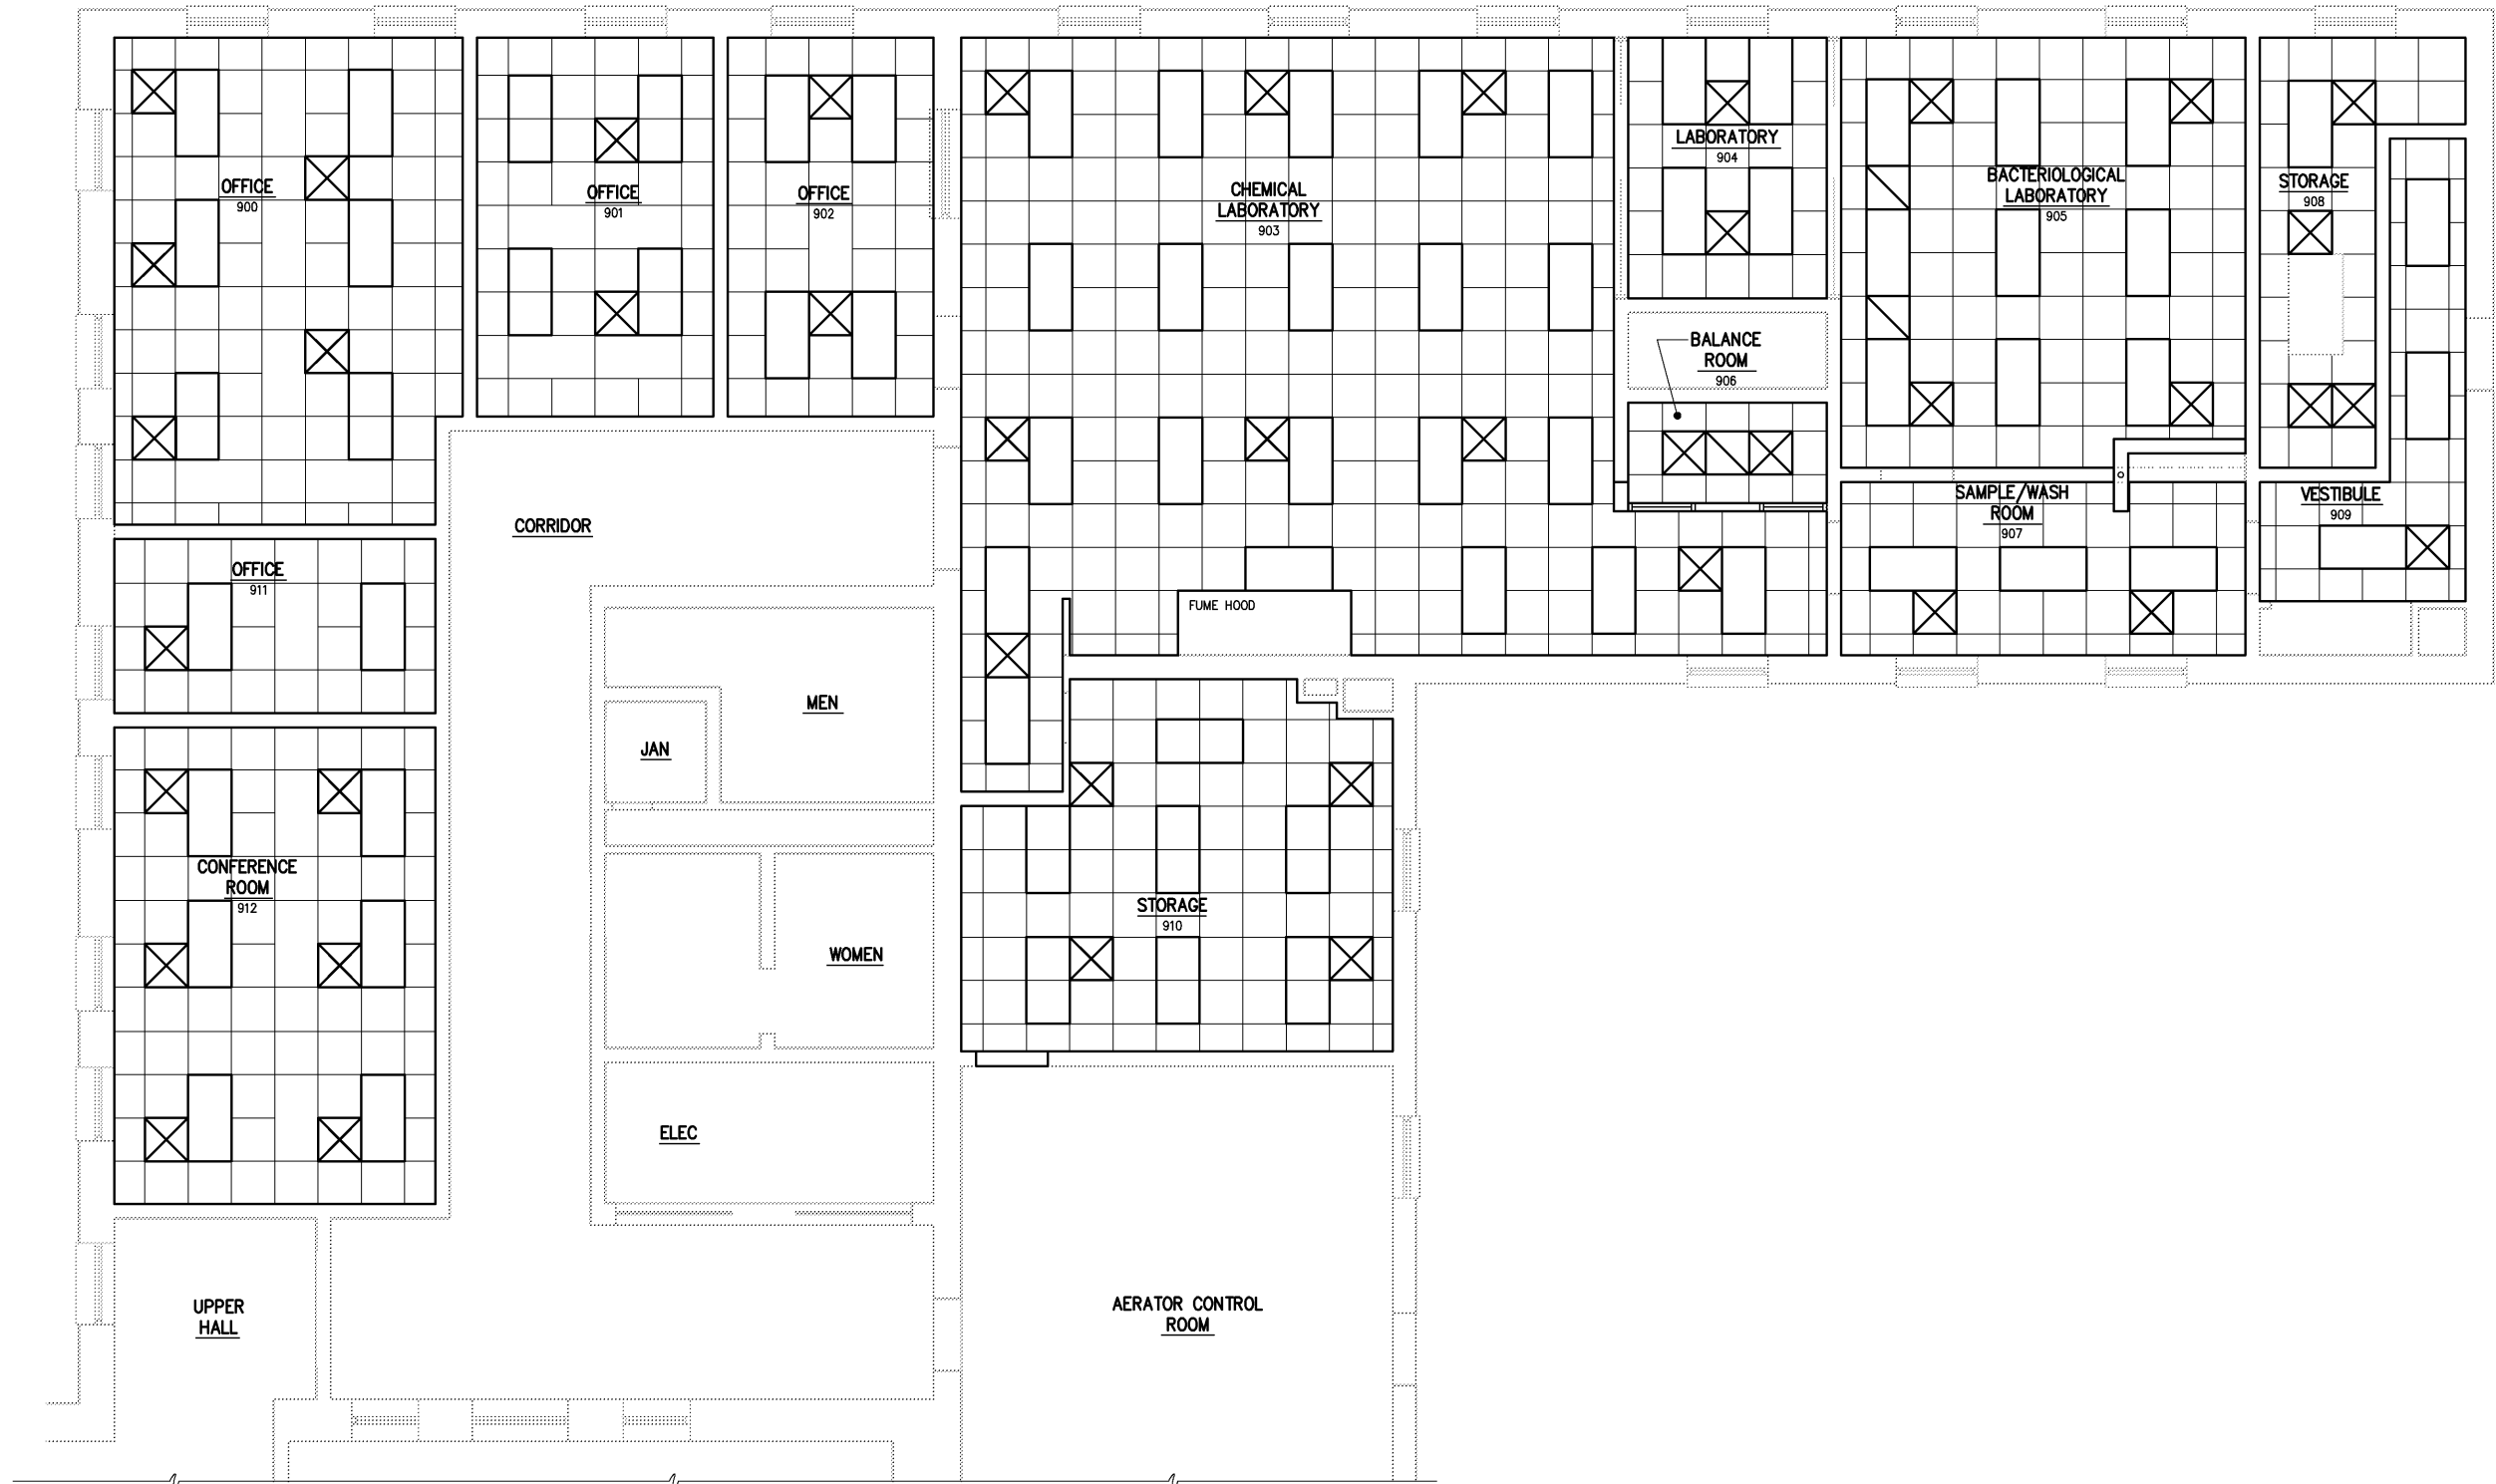 OFFICE
900
OFFICE
901
OFFICE
902
CHEMICAL
LABORATORY
903
LABORATORY
904
BACTERIOLOGICAL
LABORATORY
905
STORAGE
908
BALANCE
ROOM
906
CORRIDOR
SAMPLE/WASH
ROOM
907
VESTIBULE
909
OFFICE
911
FUME HOOD
MEN
JAN
CONFERENCE
ROOM
912
STORAGE
910
WOMEN
ELEC
UPPER
HALL
AERATOR CONTROL
ROOM